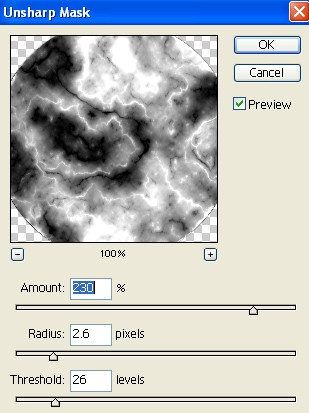 Unsharp Mask
OK
Cancel
Preview
100%
Amount: 230 %
Radius: 2.6 pixels
Threshold: 26 levels